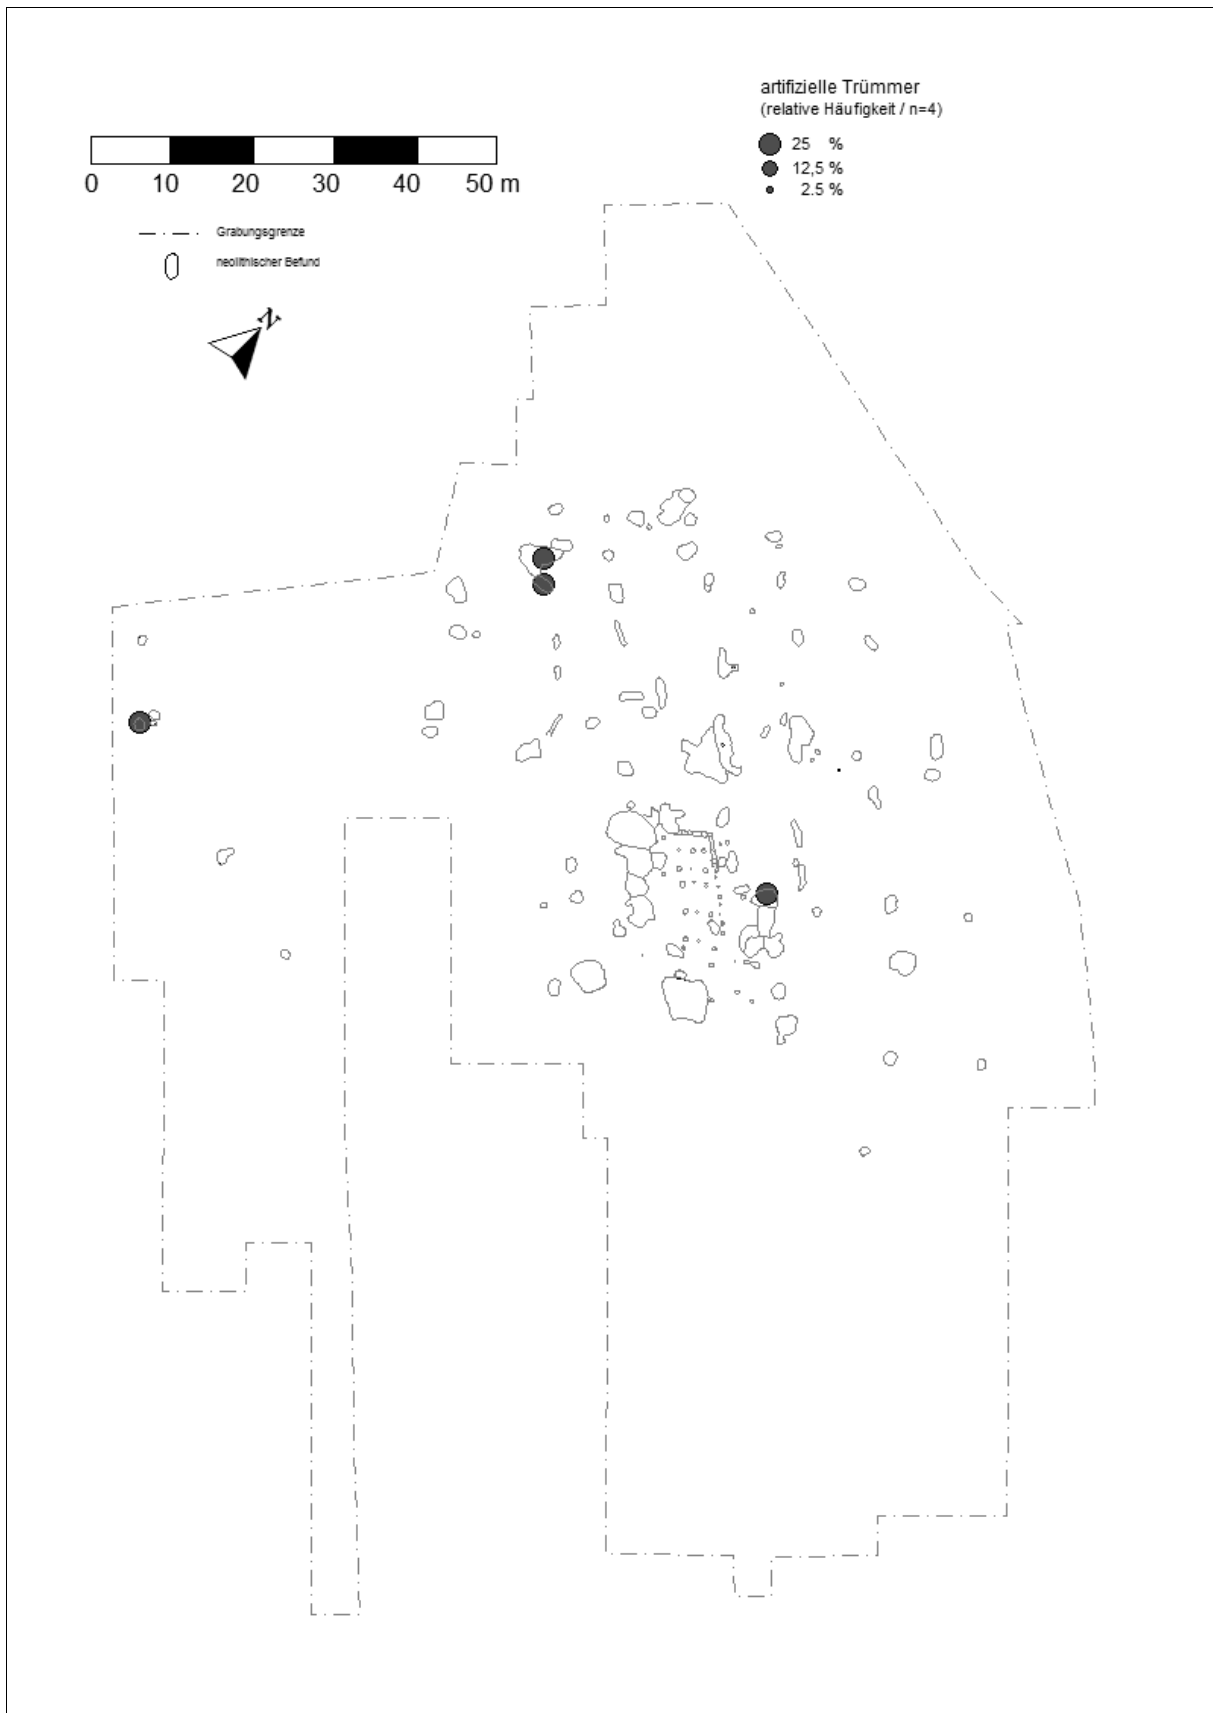 artifizielle Trümmer
(relative Häufigkeit / n=4)
25 %
12,5 %
2.5 %
0 10 20 30 40 50 m
Grabungsgrenze
neolithischer Befund
N